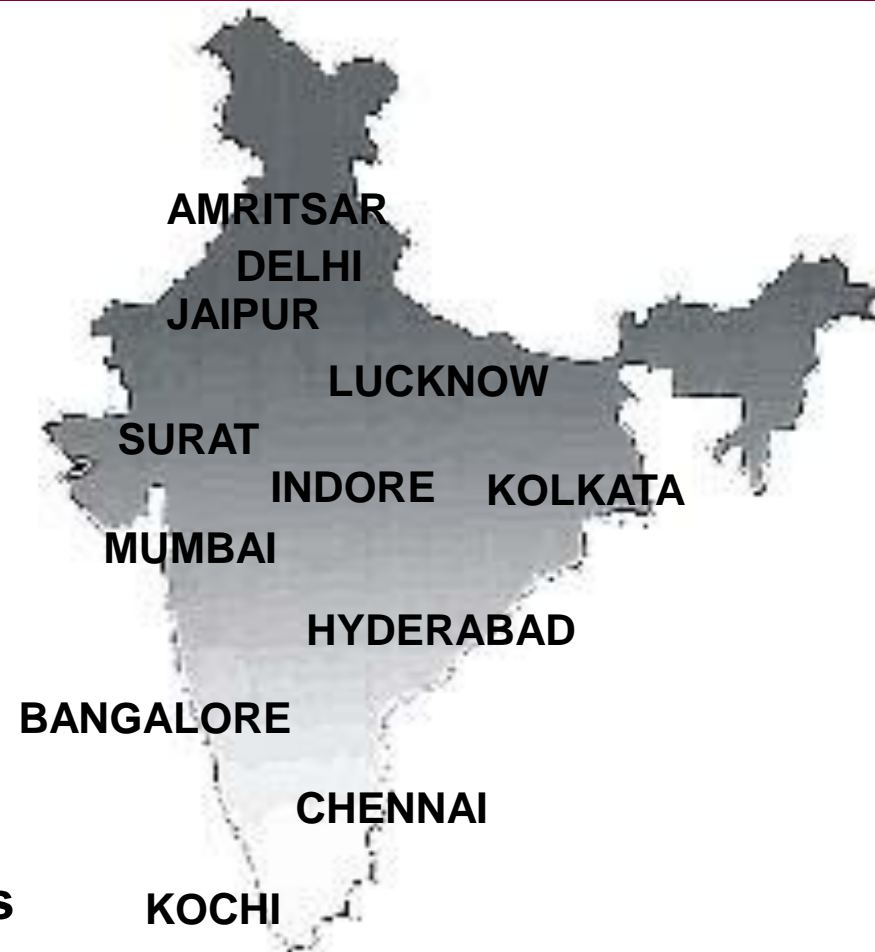 AMRITSAR
DELHI
JAIPUR
LUCKNOW
SURAT
INDORE
KOLKATA
MUMBAI
HYDERABAD
BANGALORE
CHENNAI
s
KOCHI